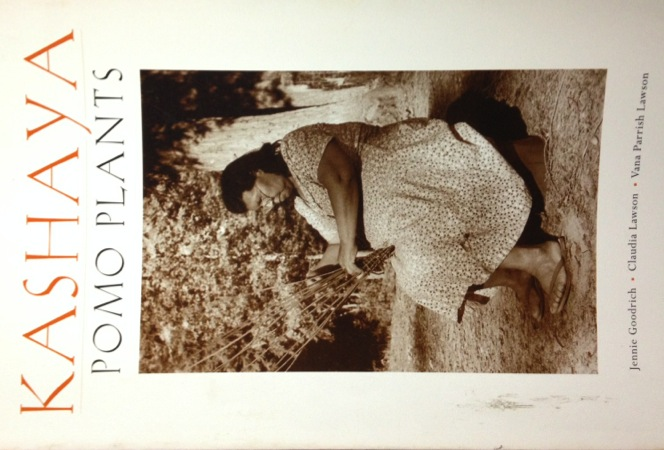 KASHAYA
POMO PLANTS
Jennie Goodrich • Claudia Lawson • Vana Parrish Lawson